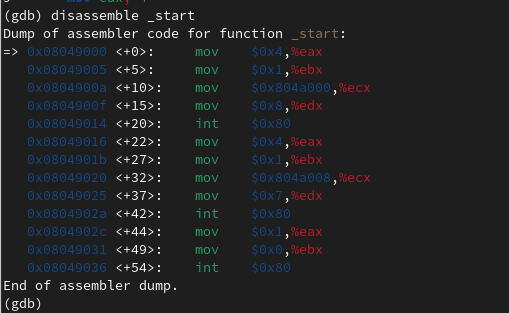 (gdb) disassemble _start
Dump of assembler code for function _start:
=> 0x08049000 <+0>: mov $0x4,%eax
0x08049005 <+5>: mov $0x1,%ebx
0x0804900a <+10>: mov $0x804a000,%ecx
0x0804900f <+15>: mov $0x8,%edx
0x08049014 <+20>: int $0x80
0x08049016 <+22>: mov $0x4,%eax
0x0804901b <+27>: mov $0x1,%ebx
0x08049020 <+32>: mov $0x804a008,%ecx
0x08049025 <+37>: mov $0x7,%edx
0x0804902a <+42>: int $0x80
0x0804902c <+44>: mov $0x1,%eax
0x08049031 <+49>: mov $0x0,%ebx
0x08049036 <+54>: int $0x80
End of assembler dump.
(gdb)